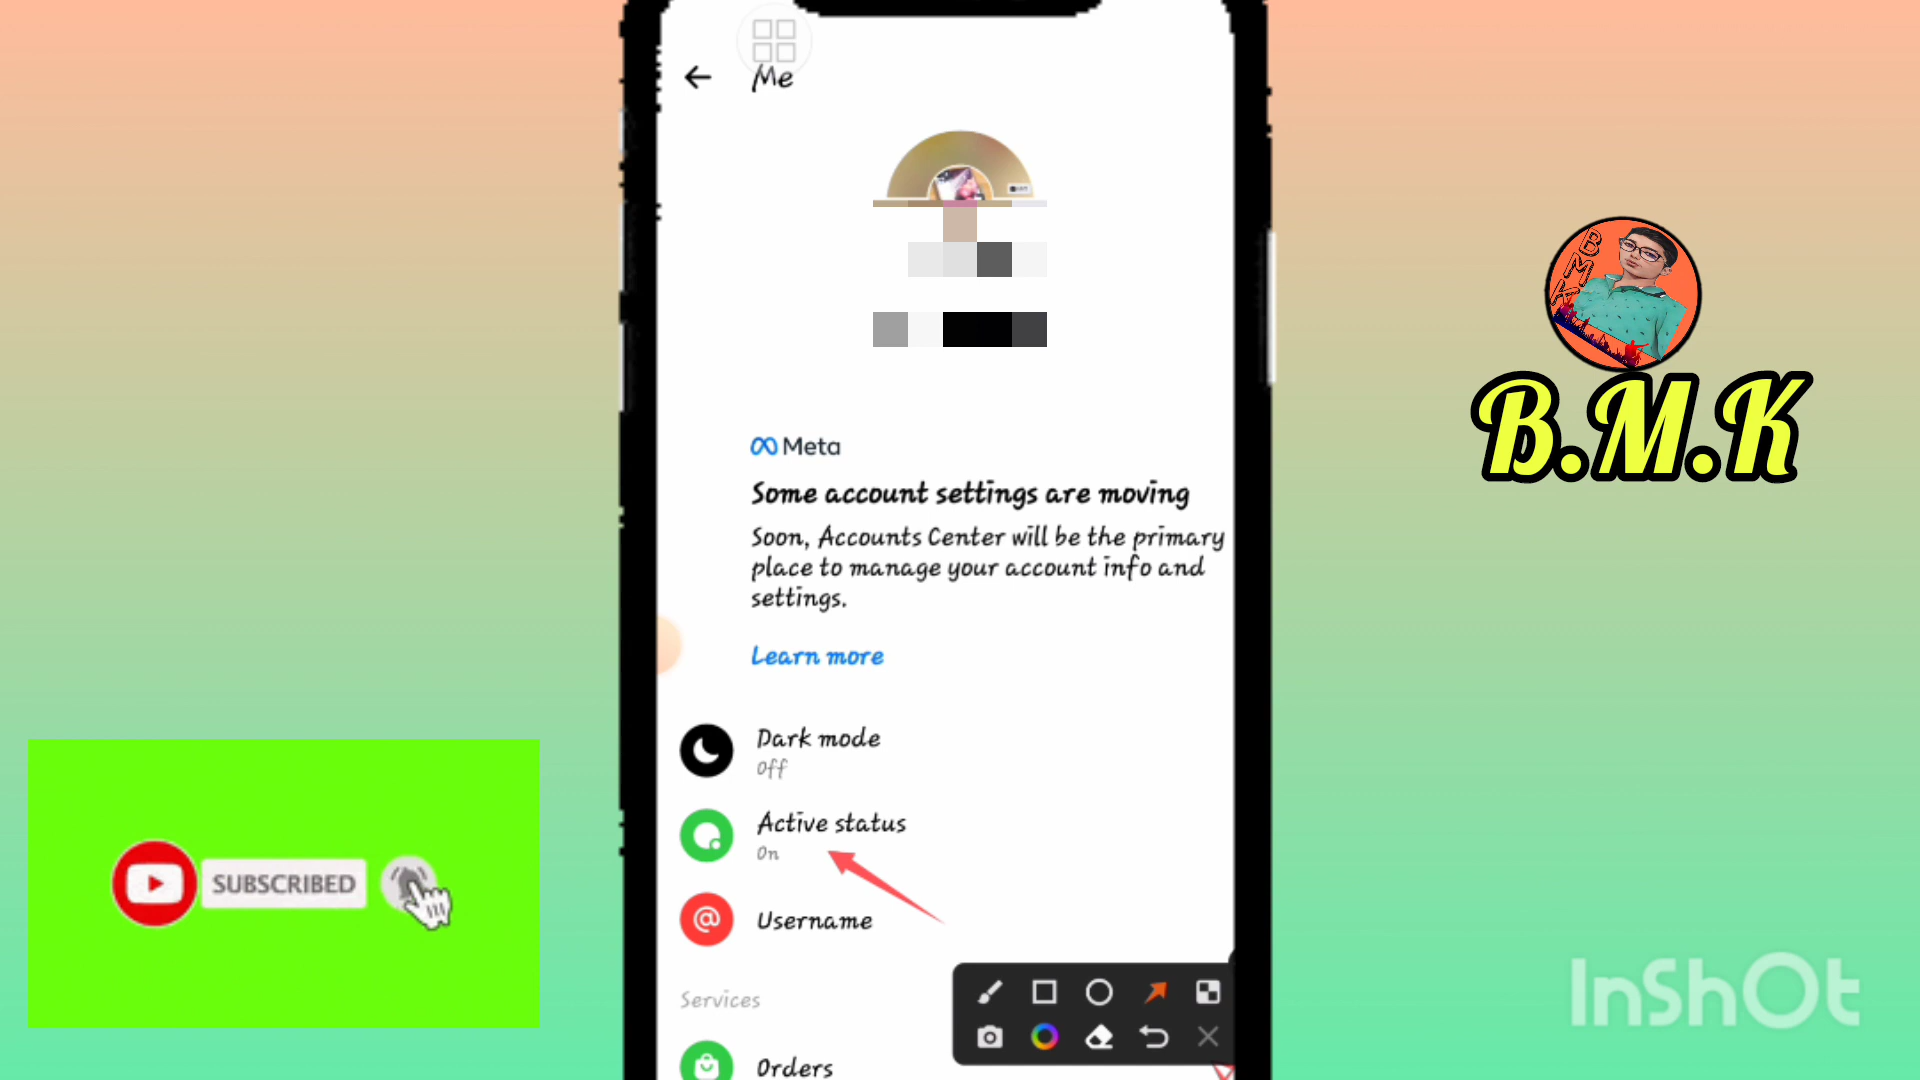 Me
Meta
Some account settings are moving
Soon, Accounts Center will be the primary
place to manage your account info and
settings.
Learn more
Dark mode
Off
Active status
On
Username
Services
Orders
SUBSCRIBED
BMK
B.M.K
InShOt